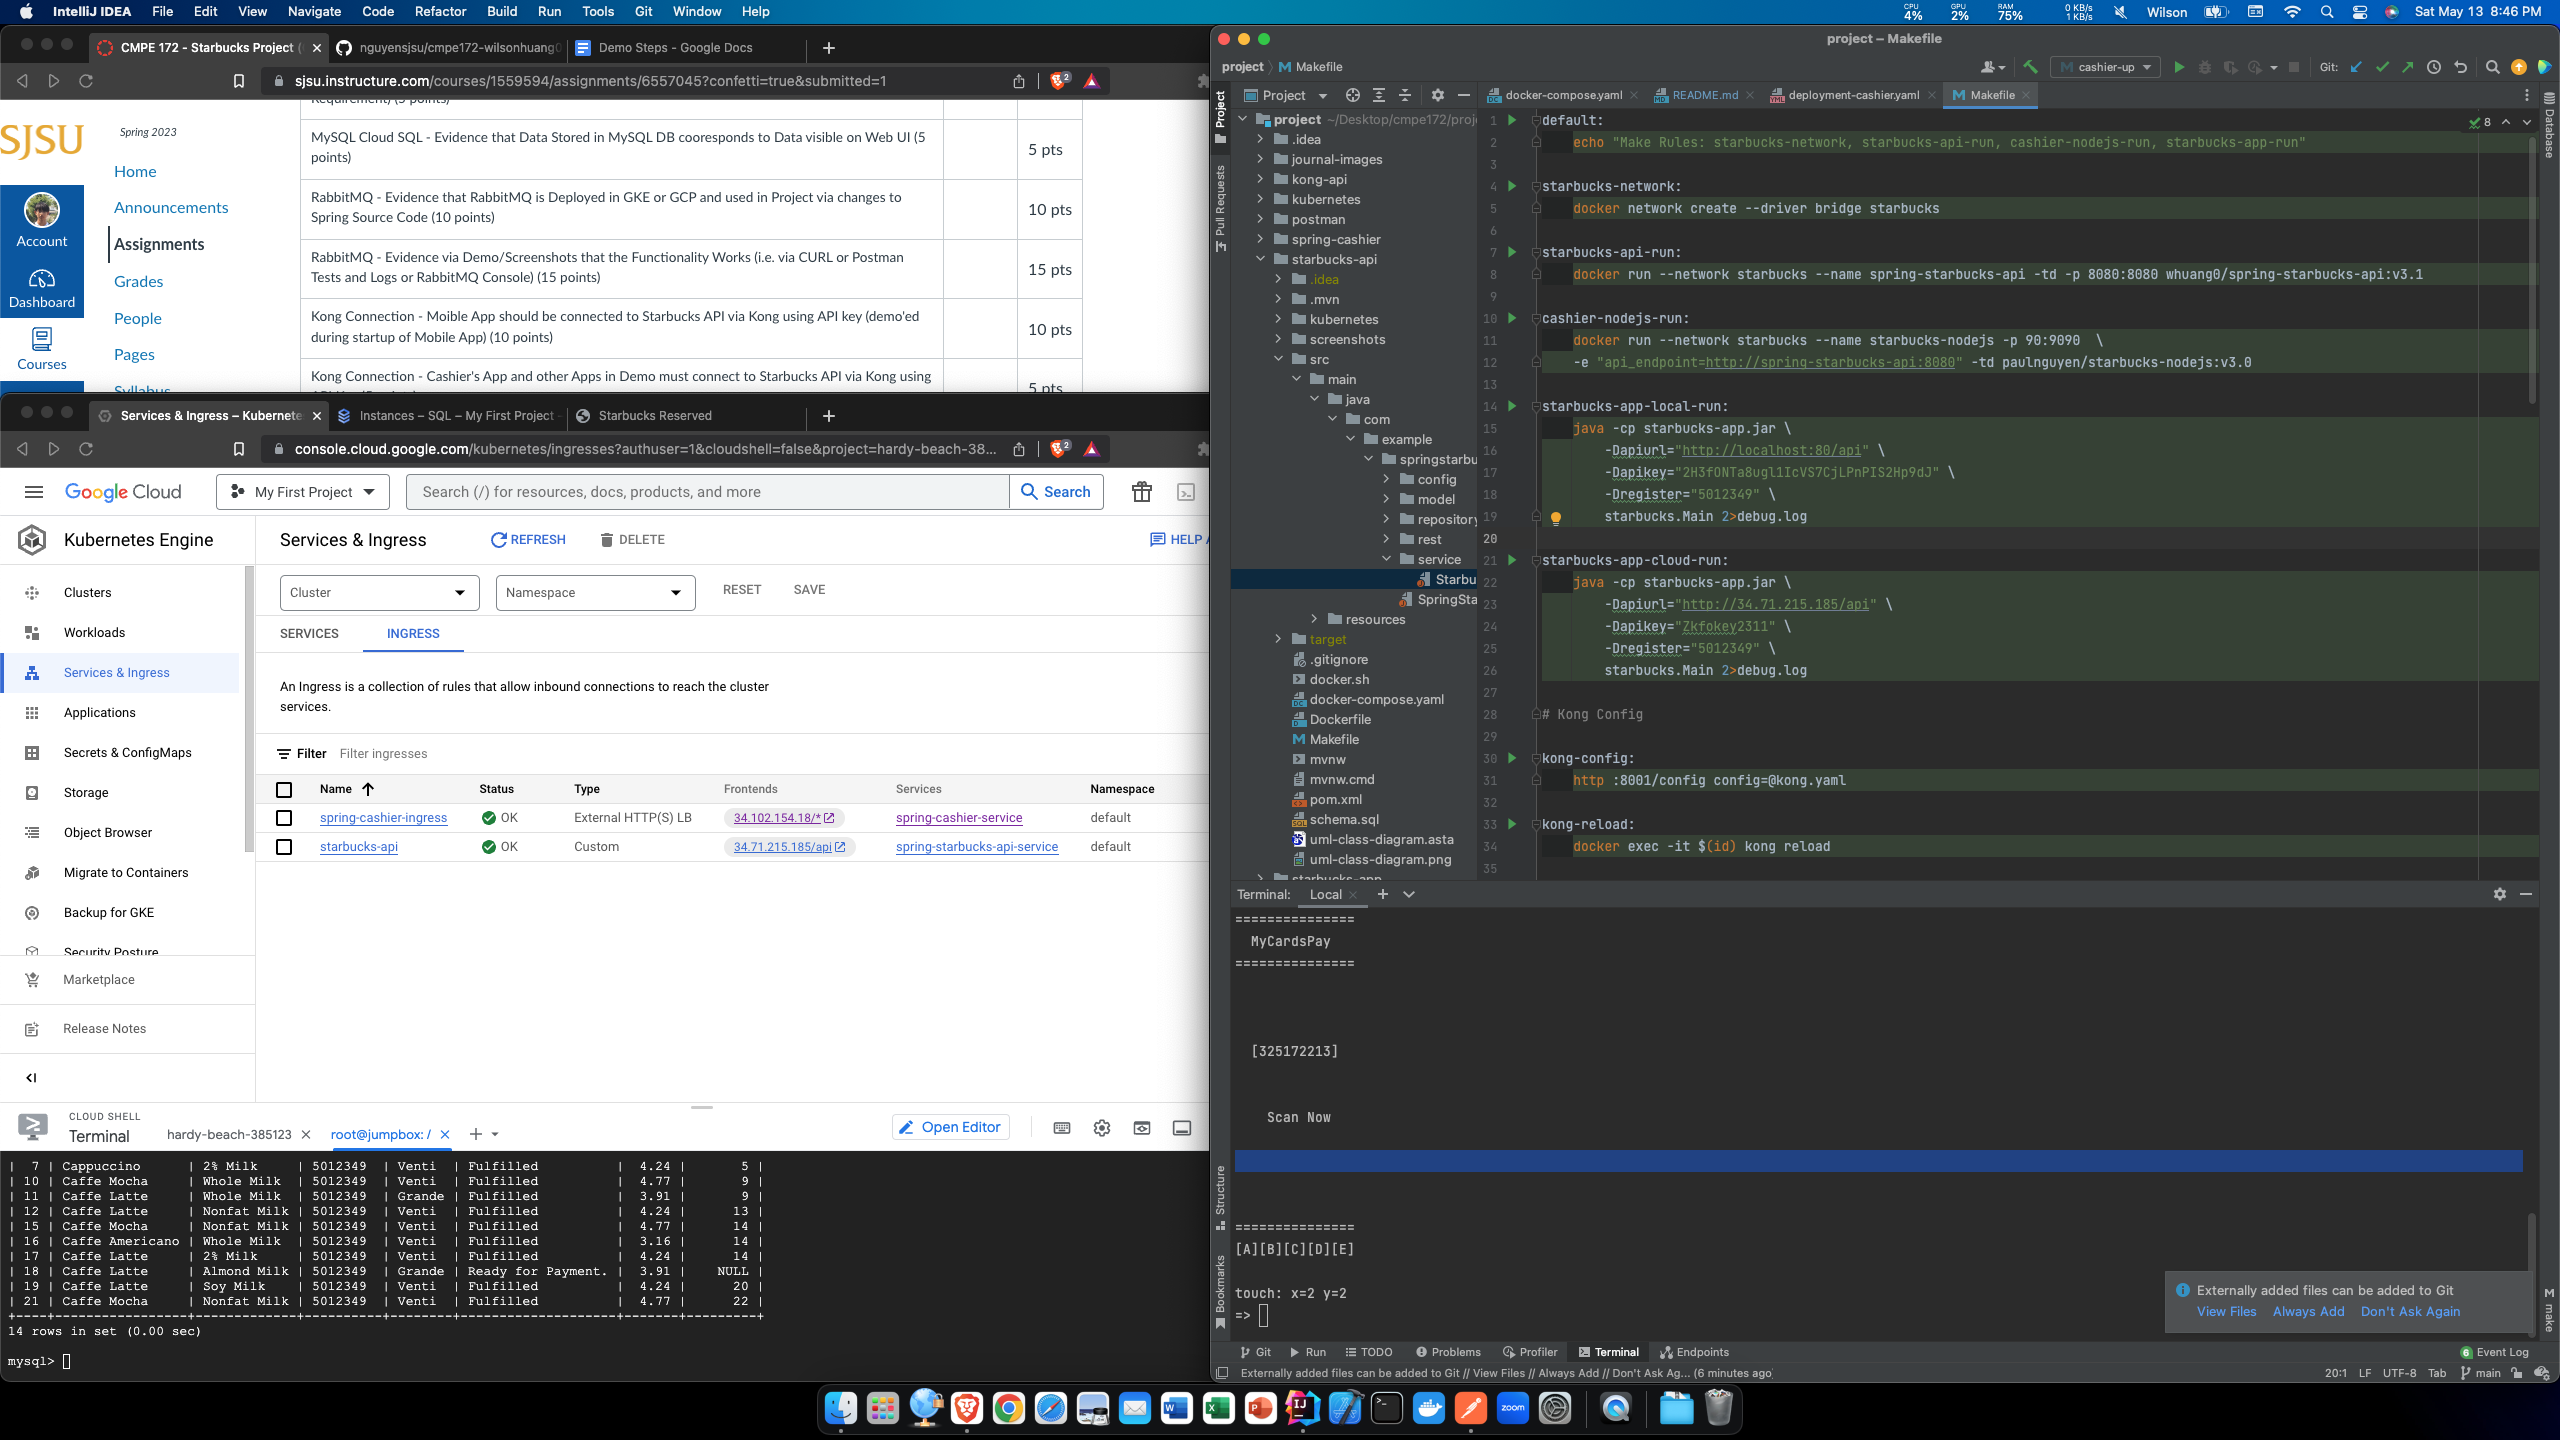 IntelliJ IDEA File Edit View Navigate Code Refactor Build Run Tools Git Window Help
CPU 4% GPU 2% RAM 75% 0 KB/s 1 KB/s Wilson Sat May 13 8:46 PM
CMPE 172 - Starbucks Project (
nguyensjsu/cmpe172-wilsonhuang0
Demo Steps - Google Docs
sjsu.instructure.com/courses/1559594/assignments/6557045?confetti=true&submitted=1
SJSU
Account
Dashboard
Courses
Spring 2023
Home
Announcements
Assignments
Grades
People
Pages
Syllabus
Requirement) (5 points)
MySQL Cloud SQL - Evidence that Data Stored in MySQL DB cooresponds to Data visible on Web UI (5
points)
5 pts
RabbitMQ - Evidence that RabbitMQ is Deployed in GKE or GCP and used in Project via changes to
Spring Source Code (10 points)
10 pts
RabbitMQ - Evidence via Demo/Screenshots that the Functionality Works (i.e. via CURL or Postman
Tests and Logs or RabbitMQ Console) (15 points)
15 pts
Kong Connection - Moible App should be connected to Starbucks API via Kong using API key (demo'ed
during startup of Mobile App) (10 points)
10 pts
Kong Connection - Cashier's App and other Apps in Demo must connect to Starbucks API via Kong using
5 pts
Services & Ingress – Kubernete
Instances – SQL – My First Project -
Starbucks Reserved
console.cloud.google.com/kubernetes/ingresses?authuser=1&cloudshell=false&project=hardy-beach-38...
Google Cloud
My First Project
Search (/) for resources, docs, products, and more
Search
Kubernetes Engine
Clusters
Workloads
Services & Ingress
Applications
Secrets & ConfigMaps
Storage
Object Browser
Migrate to Containers
Backup for GKE
Security Posture
Marketplace
Release Notes
Services & Ingress REFRESH DELETE HELP A
Cluster
Namespace
RESET SAVE
SERVICES INGRESS
An Ingress is a collection of rules that allow inbound connections to reach the cluster
services.
Filter Filter ingresses
Name Status Type Frontends Services Namespace
spring-cashier-ingress OK External HTTP(S) LB 34.102.154.18/* spring-cashier-service default
starbucks-api OK Custom 34.71.215.185/api spring-starbucks-api-service default
CLOUD SHELL
Terminal
hardy-beach-385123
root@jumpbox: /
Open Editor
| 7 | Cappuccino | 2% Milk | 5012349 | Venti | Fulfilled | 4.24 | 5 |
| 10 | Caffe Mocha | Whole Milk | 5012349 | Venti | Fulfilled | 4.77 | 9 |
| 11 | Caffe Latte | Whole Milk | 5012349 | Grande | Fulfilled | 3.91 | 9 |
| 12 | Caffe Latte | Nonfat Milk | 5012349 | Venti | Fulfilled | 4.24 | 13 |
| 15 | Caffe Mocha | Nonfat Milk | 5012349 | Venti | Fulfilled | 4.77 | 14 |
| 16 | Caffe Americano | Whole Milk | 5012349 | Venti | Fulfilled | 3.16 | 14 |
| 17 | Caffe Latte | 2% Milk | 5012349 | Venti | Fulfilled | 4.24 | 14 |
| 18 | Caffe Latte | Almond Milk | 5012349 | Grande | Ready for Payment. | 3.91 | NULL |
| 19 | Caffe Latte | Soy Milk | 5012349 | Venti | Fulfilled | 4.24 | 20 |
| 21 | Caffe Mocha | Nonfat Milk | 5012349 | Venti | Fulfilled | 4.77 | 22 |
14 rows in set (0.00 sec)
mysql>
project – Makefile
project Makefile
cashier-up
Git:
Project
docker-compose.yaml README.md deployment-cashier.yaml Makefile
Project
Pull Requests
Structure
Bookmarks
Database
make
project ~/Desktop/cmpe172/proj
.idea
journal-images
kong-api
kubernetes
postman
spring-cashier
starbucks-api
.idea
.mvn
kubernetes
screenshots
src
main
java
com
example
springstarbu
config
model
repository
rest
service
Starbu
SpringSta
resources
target
.gitignore
docker.sh
docker-compose.yaml
Dockerfile
Makefile
mvnw
mvnw.cmd
pom.xml
schema.sql
uml-class-diagram.asta
uml-class-diagram.png
starbucks-app
8
1 default:
2 echo "Make Rules: starbucks-network, starbucks-api-run, cashier-nodejs-run, starbucks-app-run"
3
4 starbucks-network:
5 docker network create --driver bridge starbucks
6
7 starbucks-api-run:
8 docker run --network starbucks --name spring-starbucks-api -td -p 8080:8080 whuang0/spring-starbucks-api:v3.1
9
10 cashier-nodejs-run:
11 docker run --network starbucks --name starbucks-nodejs -p 90:9090 \
12 -e "api_endpoint=http://spring-starbucks-api:8080" -td paulnguyen/starbucks-nodejs:v3.0
13
14 starbucks-app-local-run:
15 java -cp starbucks-app.jar \
16 -Dapiurl="http://localhost:80/api" \
17 -Dapikey="2H3fONTa8ugl1IcVS7CjLPnPIS2Hp9dJ" \
18 -Dregister="5012349" \
19 starbucks.Main 2>debug.log
20
21 starbucks-app-cloud-run:
22 java -cp starbucks-app.jar \
23 -Dapiurl="http://34.71.215.185/api" \
24 -Dapikey="Zkfokey2311" \
25 -Dregister="5012349" \
26 starbucks.Main 2>debug.log
27
28 # Kong Config
29
30 kong-config:
31 http :8001/config config=@kong.yaml
32
33 kong-reload:
34 docker exec -it $(id) kong reload
35
Terminal: Local
===============
MyCardsPay
===============
[325172213]
Scan Now
===============
[A][B][C][D][E]
touch: x=2 y=2
=>
Externally added files can be added to Git
View Files Always Add Don't Ask Again
Git Run TODO Problems Profiler Terminal Endpoints 6 Event Log
Externally added files can be added to Git // View Files // Always Add // Don't Ask Ag... (6 minutes ago) 20:1 LF UTF-8 Tab main
zoom